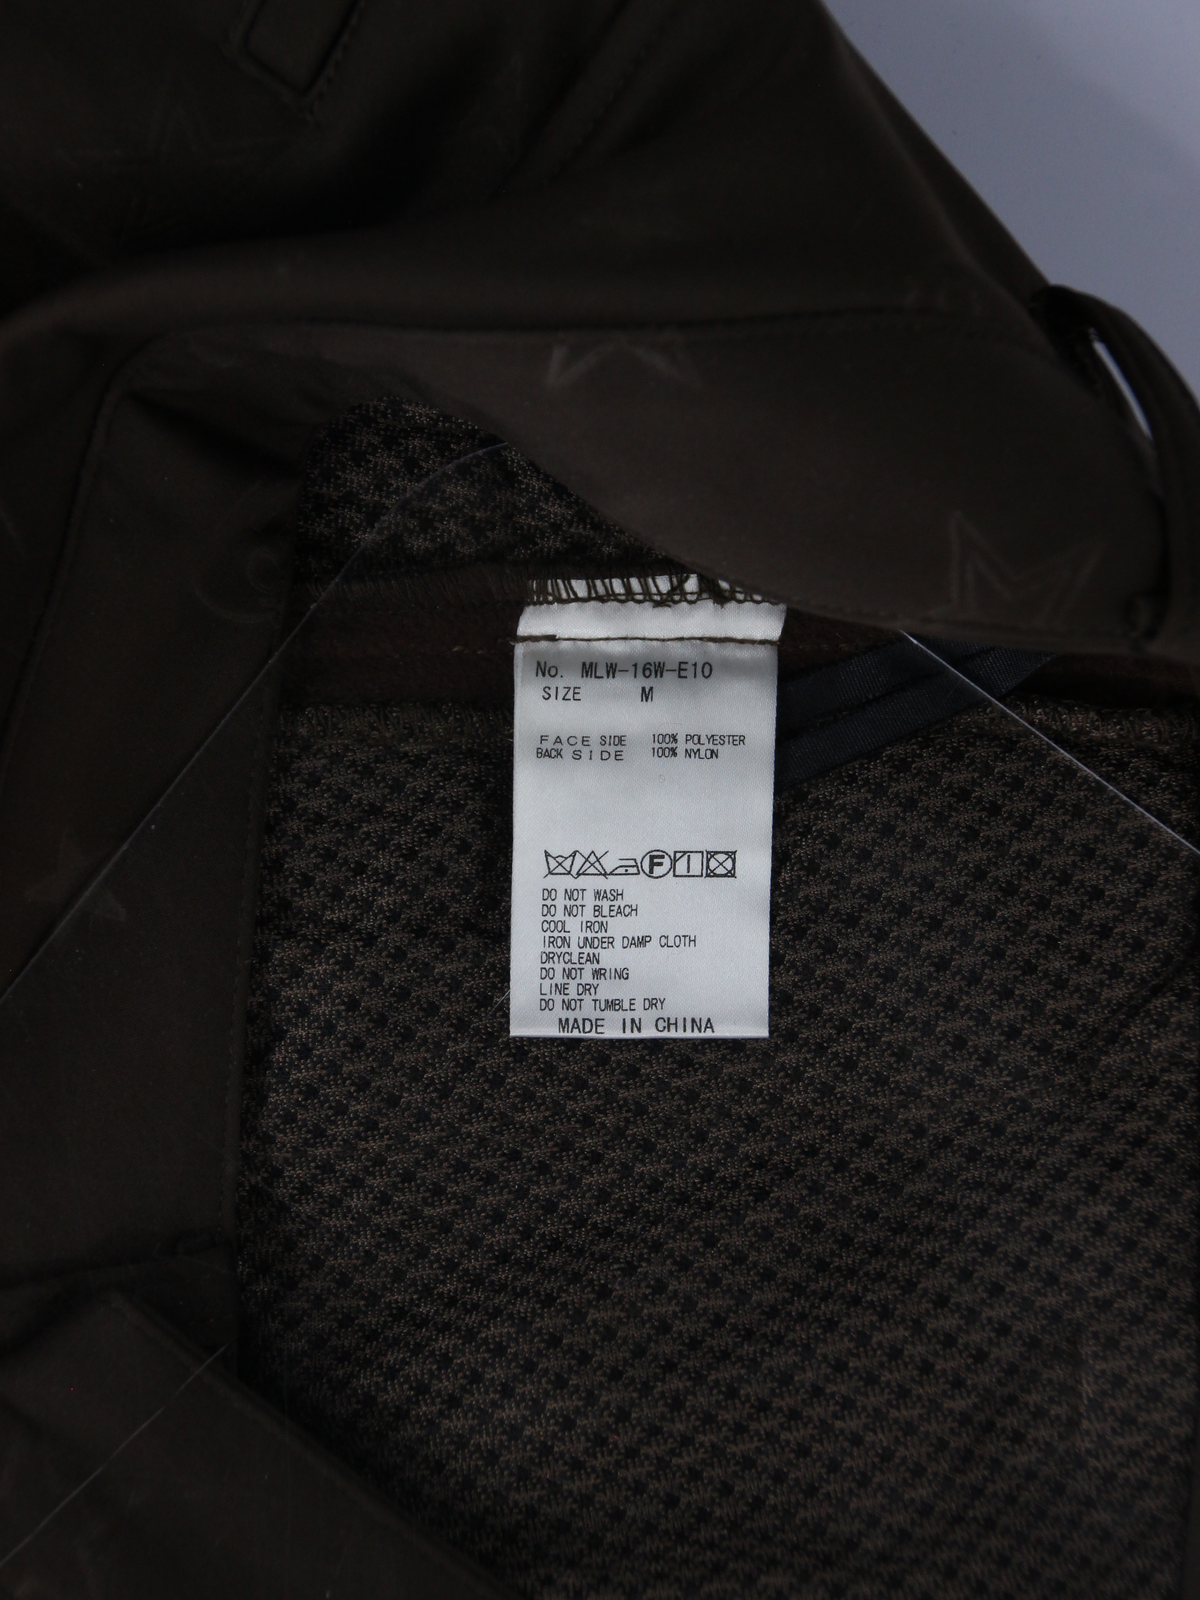 No. MLW-16W-E10
SIZE M
FACE SIDE 100% POLYESTER
BACK SIDE 100% NYLON
F
DO NOT WASH
DO NOT BLEACH
COOL IRON
IRON UNDER DAMP CLOTH
DRYCLEAN
DO NOT WRING
LINE DRY
DO NOT TUMBLE DRY
MADE IN CHINA